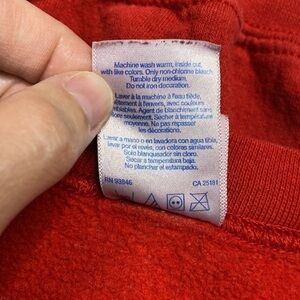 Machine wash warm, inside out,
with like colors. Only non-chlorine bleach.
Tumble dry medium.
Do not iron decoration.
Laver à la machine à l'eau tiède,
vêtement à l'envers, avec couleurs
semblables. Agent de blanchiment sans
chlore seulement. Sécher à température
moyenne. Ne pas repasser
les décorations.
Lavar a mano o en lavadora con agua tibia,
lavar por el revés, con colores similares.
Solo blanqueador sin cloro.
Secar a temperatura baja.
No planchar el estampado.
RN 93846 CA 25181